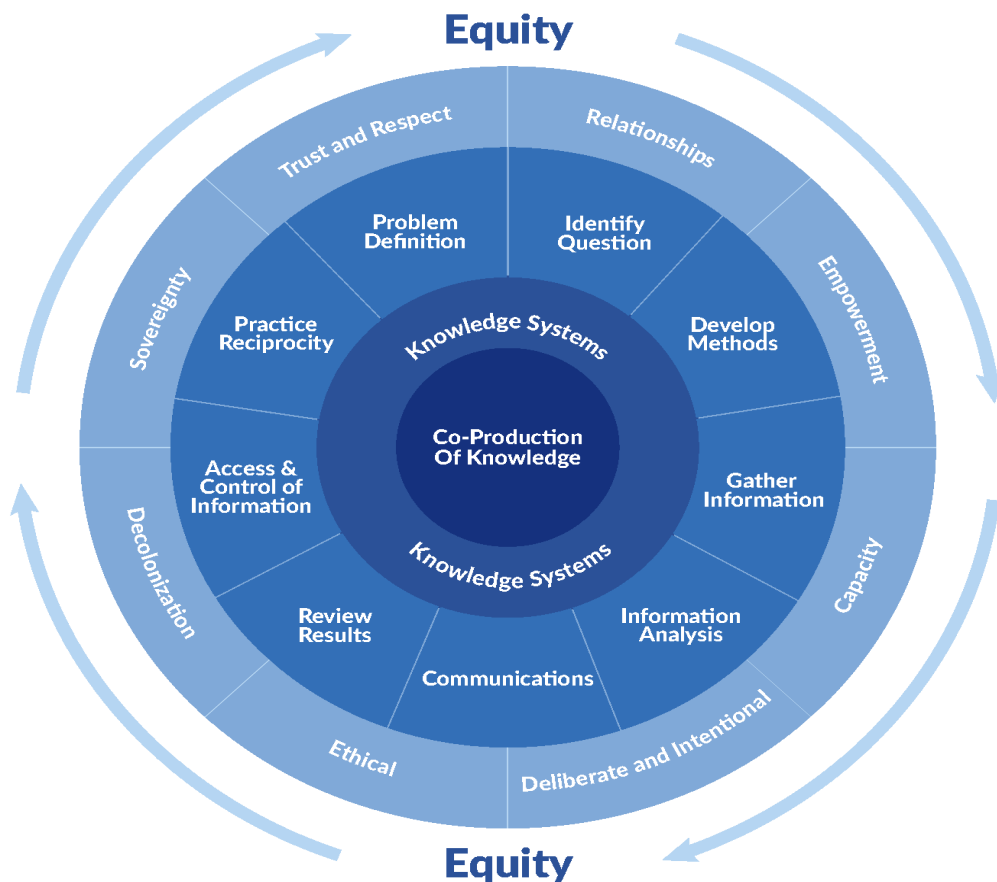 Equity
Trust and Respect
Relationships
Empowerment
Capacity
Deliberate and Intentional
Ethical
Decolonization
Sovereignty
Problem
Definition
Identify
Question
Develop
Methods
Gather
Information
Information
Analysis
Communications
Review
Results
Access &
Control of
Information
Practice
Reciprocity
Knowledge Systems
Co-Production
Of Knowledge
Knowledge Systems
Equity